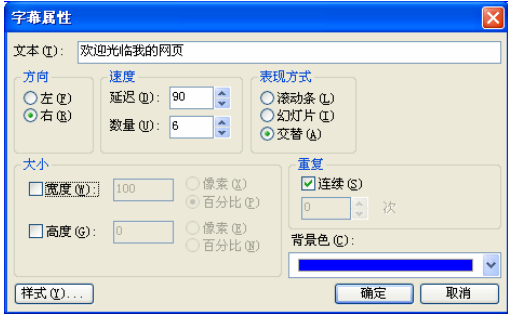 字幕属性
文本(T): 欢迎光临我的网页
方向
左(F)
右(R)
速度
延迟(D): 90
数量(U): 6
表现方式
滚动条(L)
幻灯片(I)
交替(A)
大小
宽度(W): 100
像素(X)
百分比(P)
高度(G): 0
像素(E)
百分比(N)
重复
连续(S)
0 次
背景色(C):
样式(Y)...
确定
取消